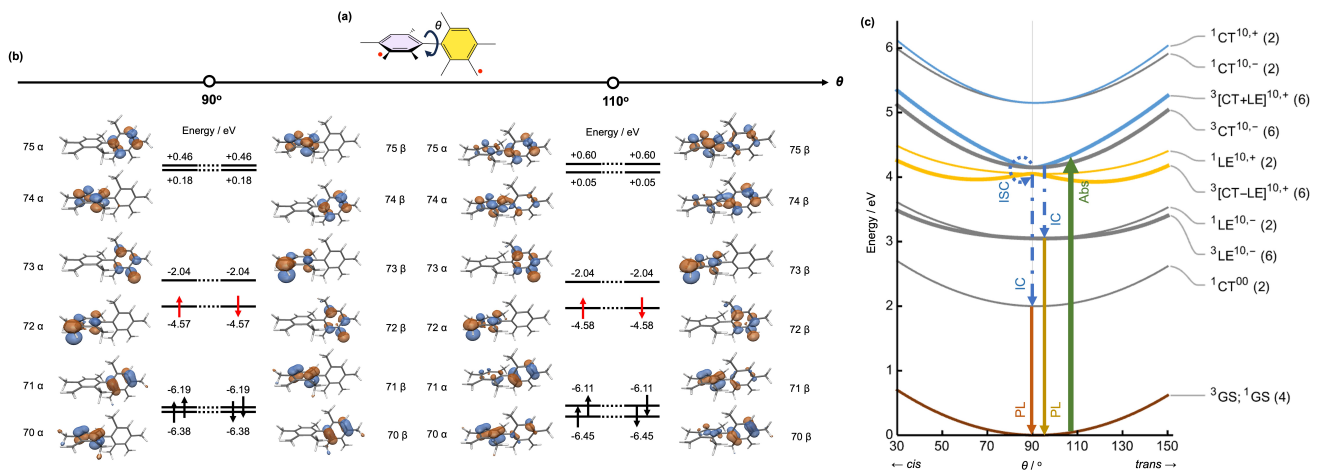 (a)
θ
(b)
θ
90°
110°
Energy / eV
75 α
+0.46
+0.46
75 β
74 α
+0.18
+0.18
74 β
73 α
-2.04
-2.04
73 β
72 α
-4.57
-4.57
72 β
71 α
-6.19
-6.19
71 β
70 α
-6.38
-6.38
70 β
Energy / eV
75 α
+0.60
+0.60
75 β
74 α
+0.05
+0.05
74 β
73 α
-2.04
-2.04
73 β
72 α
-4.58
-4.58
72 β
71 α
-6.11
-6.11
71 β
70 α
-6.45
-6.45
70 β
(c)
Energy / eV
6
5
4
3
2
1
0
30
70
90
110
130
150
← cis
θ / °
trans →
ISC
IC
Abs
IC
PL
PL
¹CT¹⁰,⁺ (2)
¹CT¹⁰,⁻ (2)
³[CT+LE]¹⁰,⁺ (6)
³CT¹⁰,⁻ (6)
¹LE¹⁰,⁺ (2)
³[CT−LE]¹⁰,⁺ (6)
¹LE¹⁰,⁻ (2)
³LE¹⁰,⁻ (6)
¹CT⁰⁰ (2)
³GS; ¹GS (4)